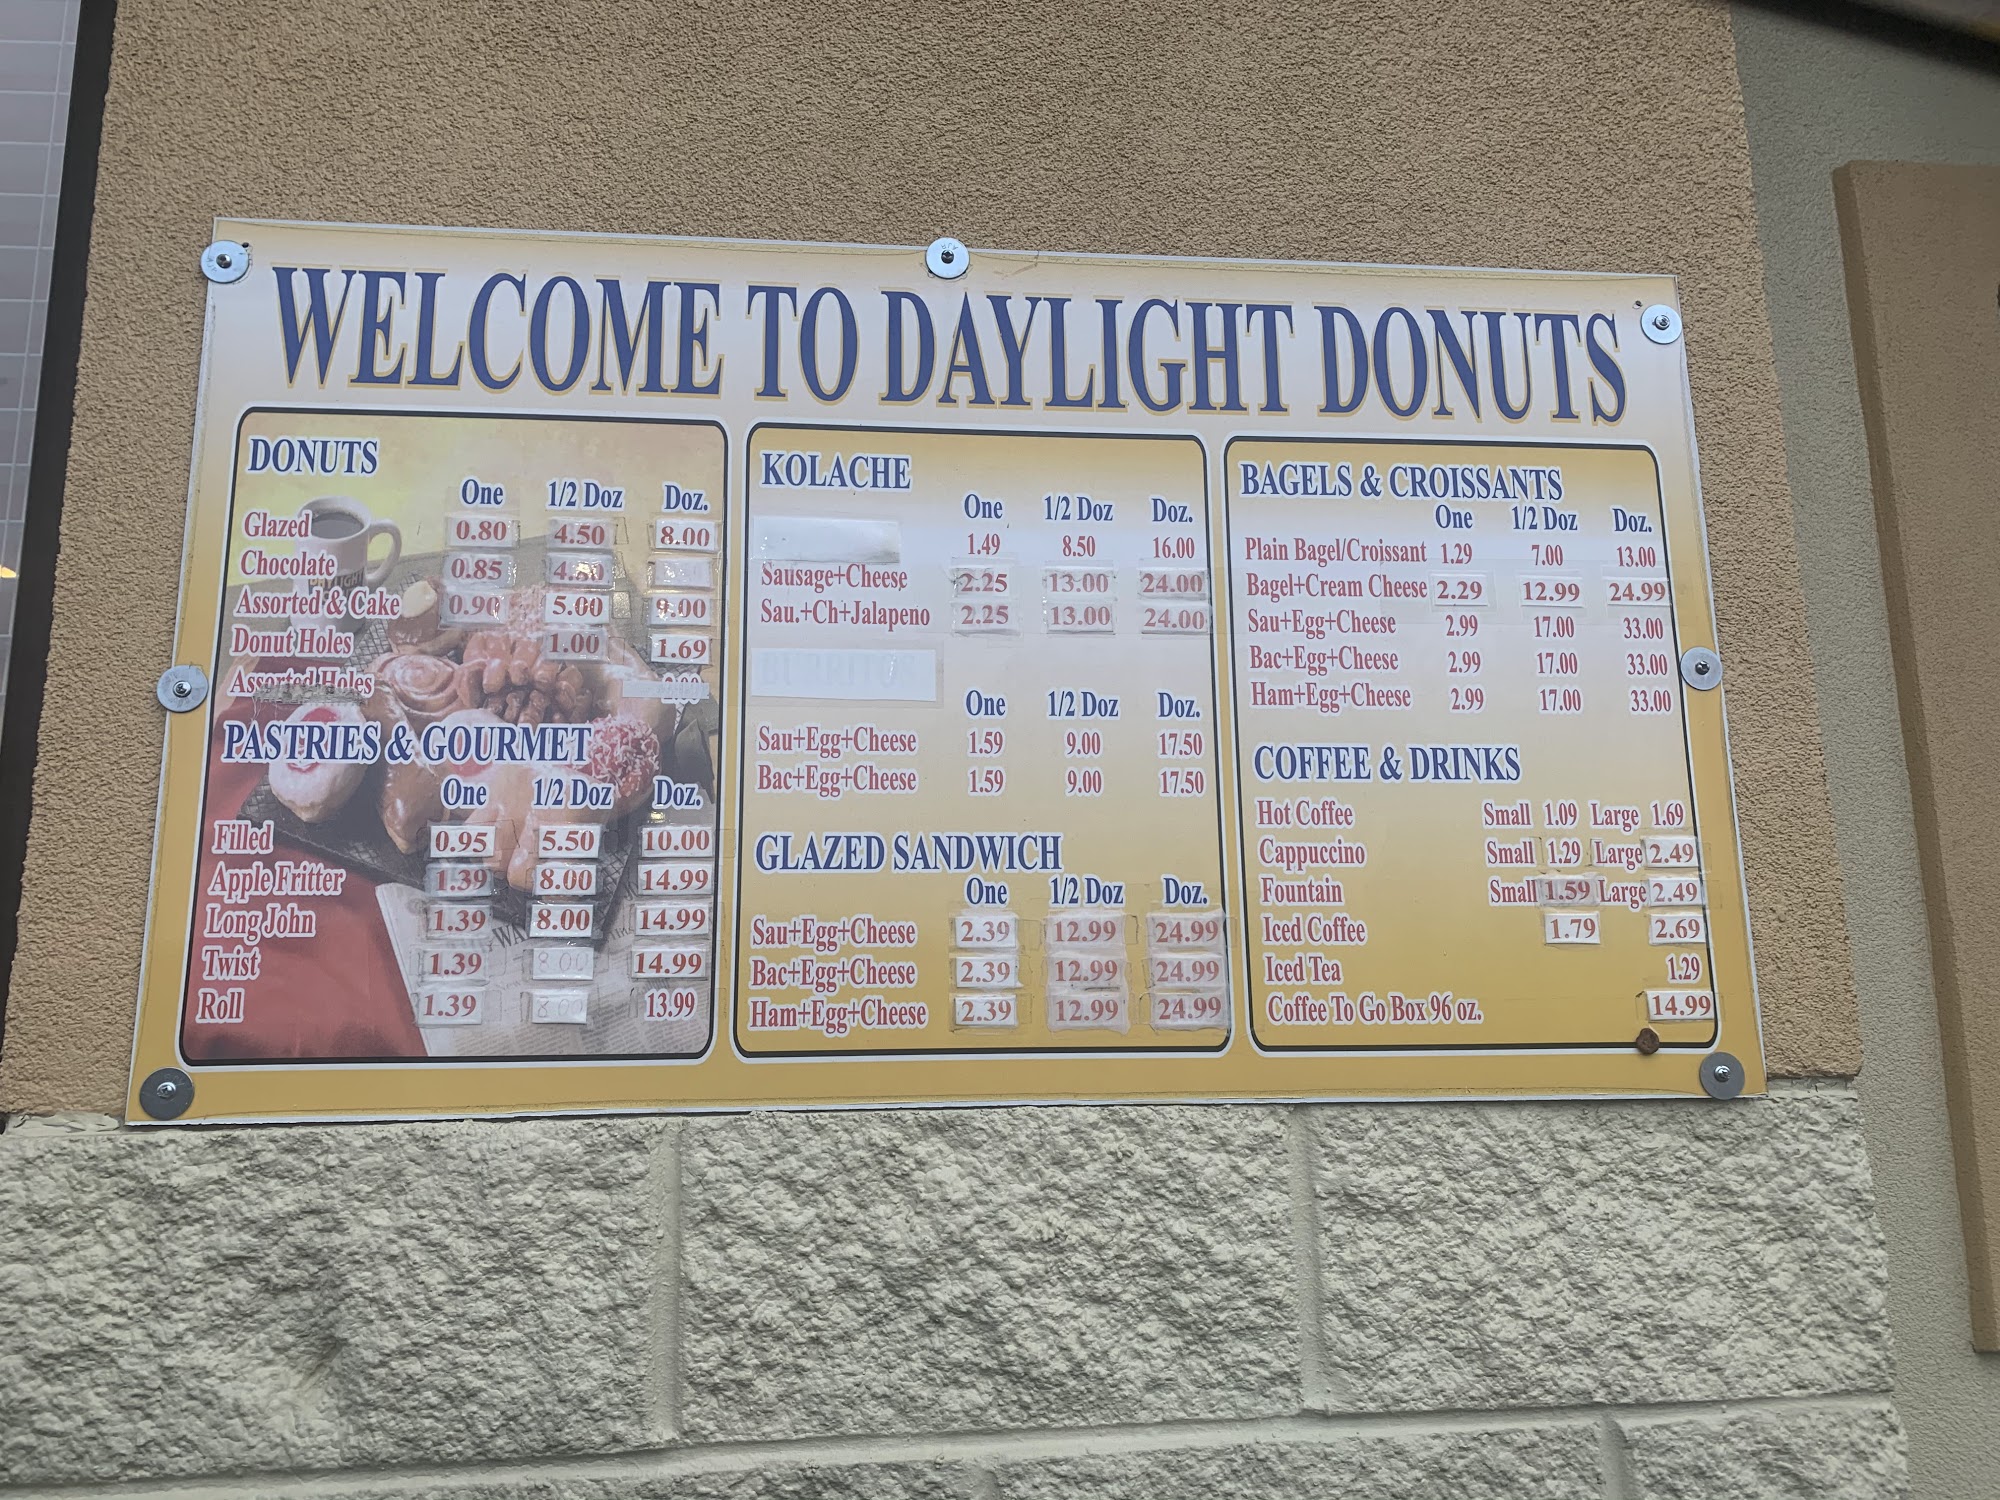 WELCOME TO DAYLIGHT DONUTS
DONUTS
One 1/2 Doz Doz.
Glazed 0.80 4.50 8.00
Chocolate 0.85
Assorted & Cake 0.90 5.00 9.00
Donut Holes 1.00 1.69
Assorted Holes
PASTRIES & GOURMET
One 1/2 Doz Doz.
Filled 0.95 5.50 10.00
Apple Fritter 1.39 8.00 14.99
Long John 1.39 8.00 14.99
Twist 1.39 8.00 14.99
Roll 1.39 8.00 13.99
KOLACHE
One 1/2 Doz Doz.
1.49 8.50 16.00
Sausage+Cheese 2.25 13.00 24.00
Sau.+Ch+Jalapeno 2.25 13.00 24.00
One 1/2 Doz Doz.
Sau+Egg+Cheese 1.59 9.00 17.50
Bac+Egg+Cheese 1.59 9.00 17.50
GLAZED SANDWICH
One 1/2 Doz Doz.
Sau+Egg+Cheese 2.39 12.99 24.99
Bac+Egg+Cheese 2.39 12.99 24.99
Ham+Egg+Cheese 2.39 12.99 24.99
BAGELS & CROISSANTS
One 1/2 Doz Doz.
Plain Bagel/Croissant 1.29 7.00 13.00
Bagel+Cream Cheese 2.29 12.99 24.99
Sau+Egg+Cheese 2.99 17.00 33.00
Bac+Egg+Cheese 2.99 17.00 33.00
Ham+Egg+Cheese 2.99 17.00 33.00
COFFEE & DRINKS
Hot Coffee Small 1.09 Large 1.69
Cappuccino Small 1.29 Large 2.49
Fountain Small 1.59 Large 2.49
Iced Coffee 1.79 2.69
Iced Tea 1.29
Coffee To Go Box 96 oz. 14.99